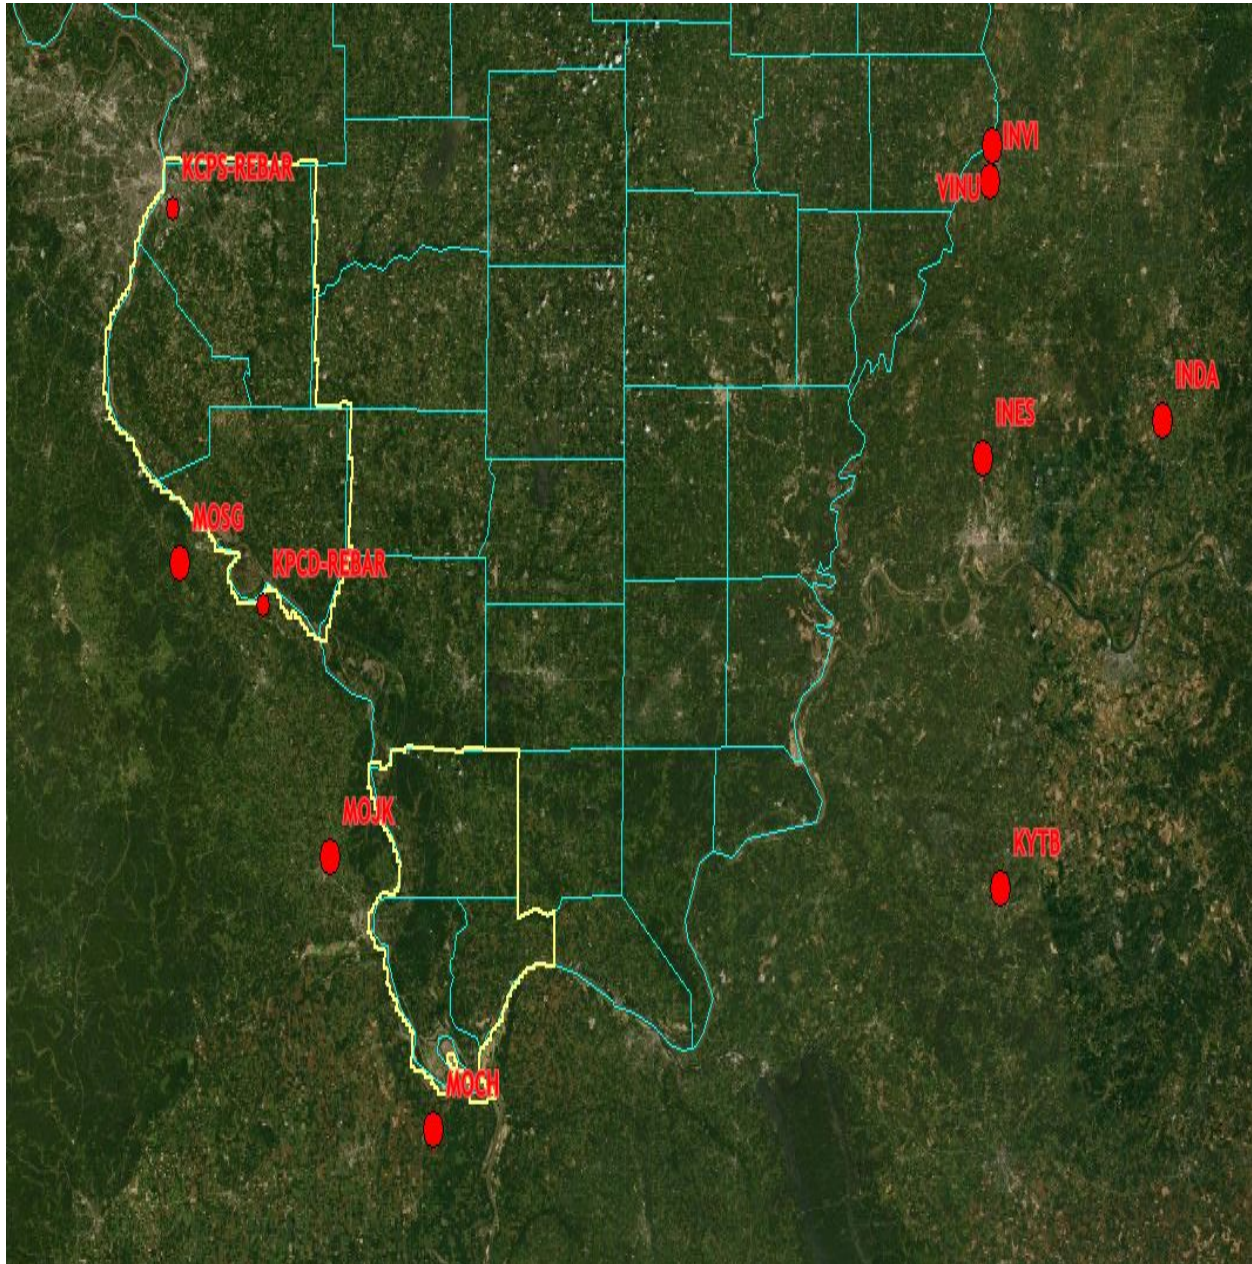 INVI
KCPS-REBAR
VINU
INDA
INES
MOSG
KPCD-REBAR
MOJK
KYTB
MOCH